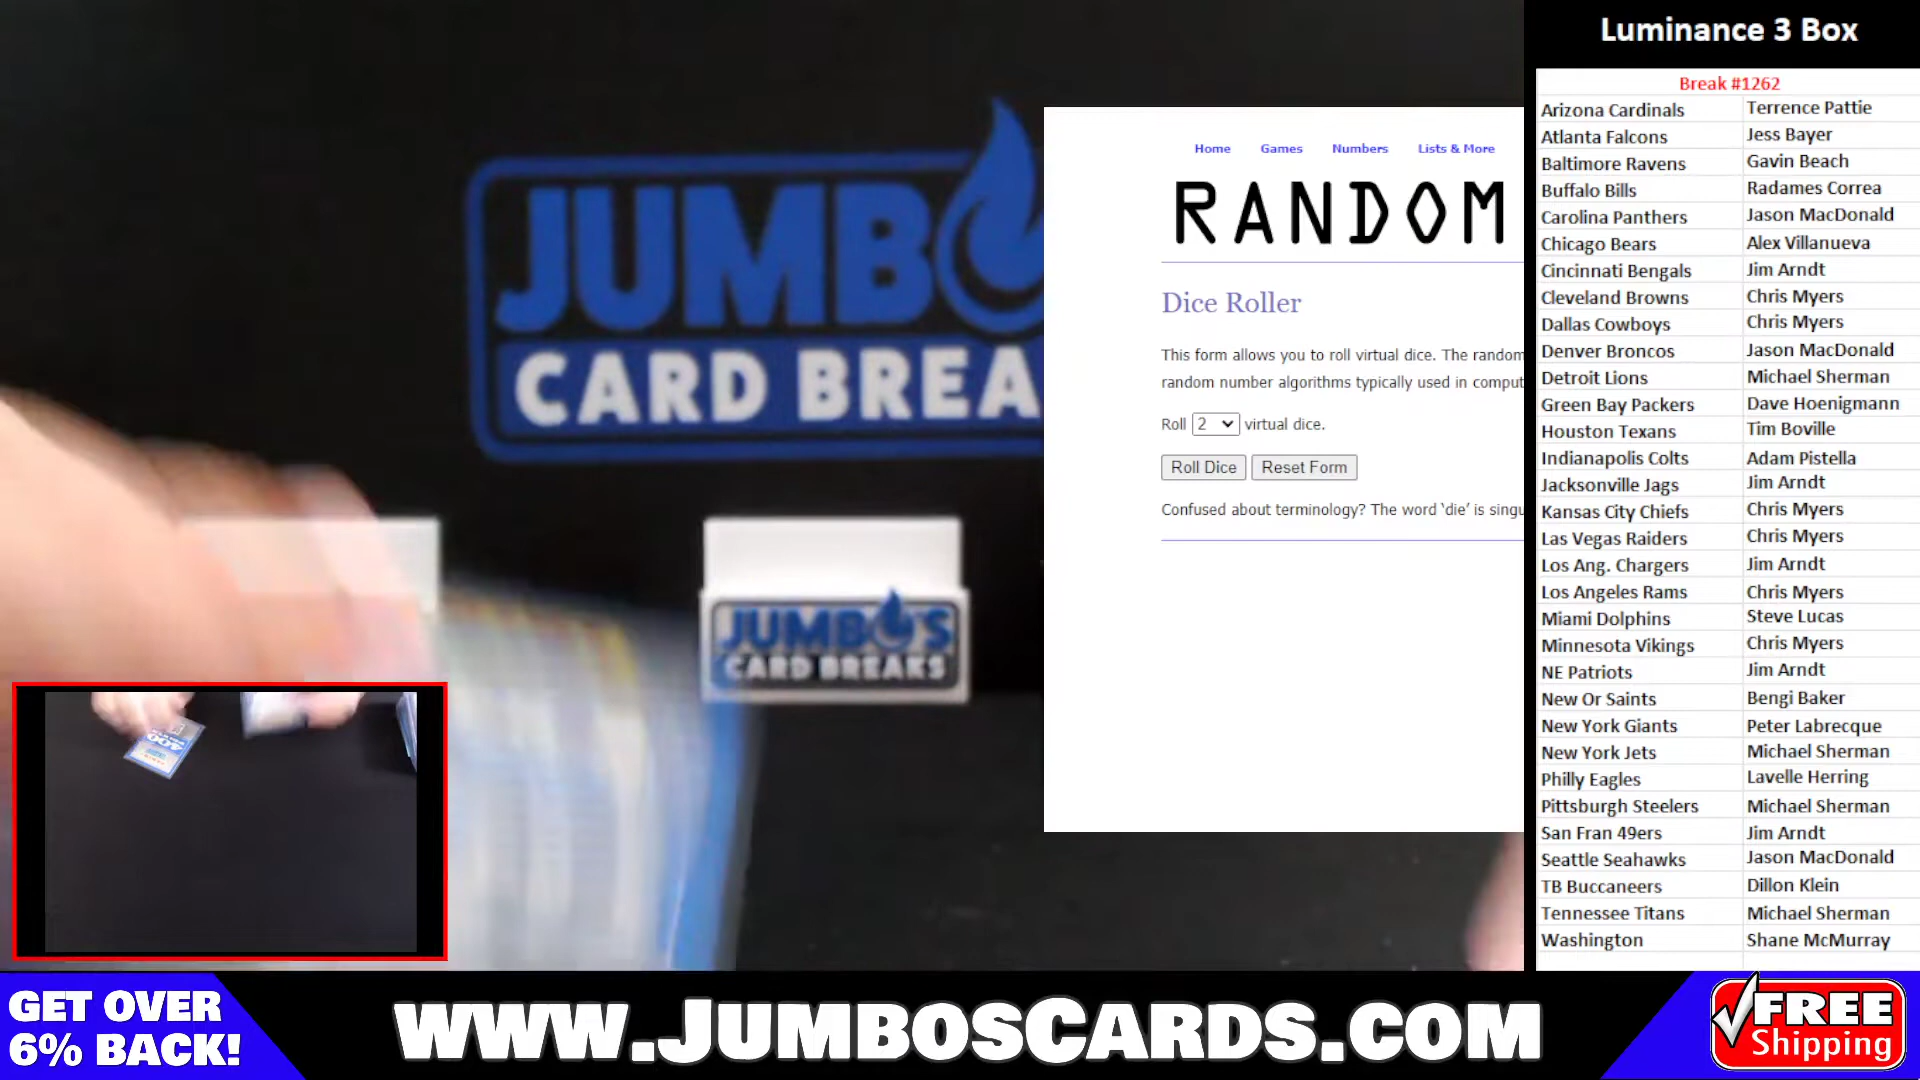 Luminance 3 Box
Break #1262
Arizona Cardinals Terrence Pattie
Atlanta Falcons Jess Bayer
Baltimore Ravens Gavin Beach
Buffalo Bills Radames Correa
Carolina Panthers Jason MacDonald
Chicago Bears Alex Villanueva
Cincinnati Bengals Jim Arndt
Cleveland Browns Chris Myers
Dallas Cowboys Chris Myers
Denver Broncos Jason MacDonald
Detroit Lions Michael Sherman
Green Bay Packers Dave Hoenigmann
Houston Texans Tim Boville
Indianapolis Colts Adam Pistella
Jacksonville Jags Jim Arndt
Kansas City Chiefs Chris Myers
Las Vegas Raiders Chris Myers
Los Ang. Chargers Jim Arndt
Los Angeles Rams Chris Myers
Miami Dolphins Steve Lucas
Minnesota Vikings Chris Myers
NE Patriots Jim Arndt
New Or Saints Bengi Baker
New York Giants Peter Labrecque
New York Jets Michael Sherman
Philly Eagles Lavelle Herring
Pittsburgh Steelers Michael Sherman
San Fran 49ers Jim Arndt
Seattle Seahawks Jason MacDonald
TB Buccaneers Dillon Klein
Tennessee Titans Michael Sherman
Washington Shane McMurray
Home Games Numbers Lists & More
RANDOM
Dice Roller
This form allows you to roll virtual dice. The random
random number algorithms typically used in comput
Roll 2 virtual dice.
Roll Dice Reset Form
Confused about terminology? The word ‘die’ is singu
JUMBO
CARD BREA
JUMBO'S
CARD BREAKS
400
GET OVER
6% BACK!
WWW.JUMBOSCARDS.COM
FREE
Shipping